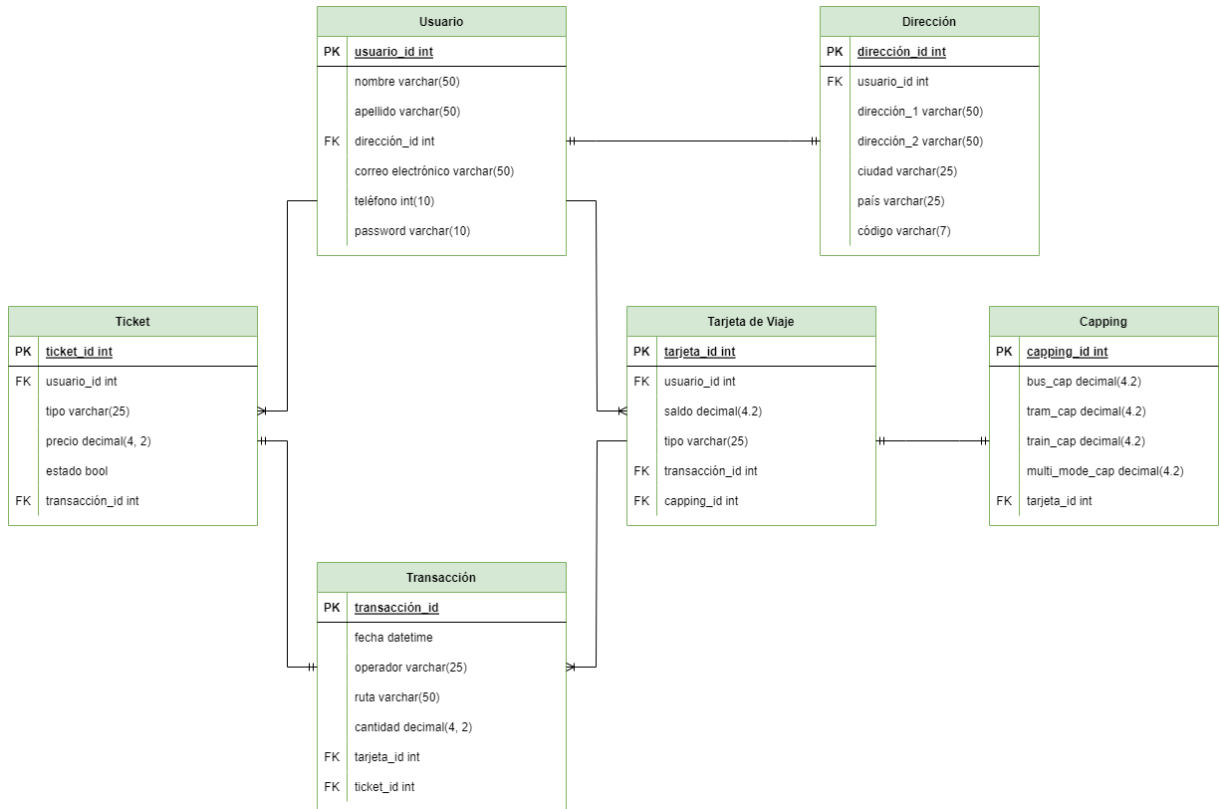 Usuario
PK usuario_id int
nombre varchar(50)
apellido varchar(50)
FK dirección_id int
correo electrónico varchar(50)
teléfono int(10)
password varchar(10)
Dirección
PK dirección_id int
FK usuario_id int
dirección_1 varchar(50)
dirección_2 varchar(50)
ciudad varchar(25)
país varchar(25)
código varchar(7)
Ticket
PK ticket_id int
FK usuario_id int
tipo varchar(25)
precio decimal(4, 2)
estado bool
FK transacción_id int
Tarjeta de Viaje
PK tarjeta_id int
FK usuario_id int
saldo decimal(4.2)
tipo varchar(25)
FK transacción_id int
FK capping_id int
Capping
PK capping_id int
bus_cap decimal(4.2)
tram_cap decimal(4.2)
train_cap decimal(4.2)
multi_mode_cap decimal(4.2)
FK tarjeta_id int
Transacción
PK transacción_id
fecha datetime
operador varchar(25)
ruta varchar(50)
cantidad decimal(4, 2)
FK tarjeta_id int
FK ticket_id int